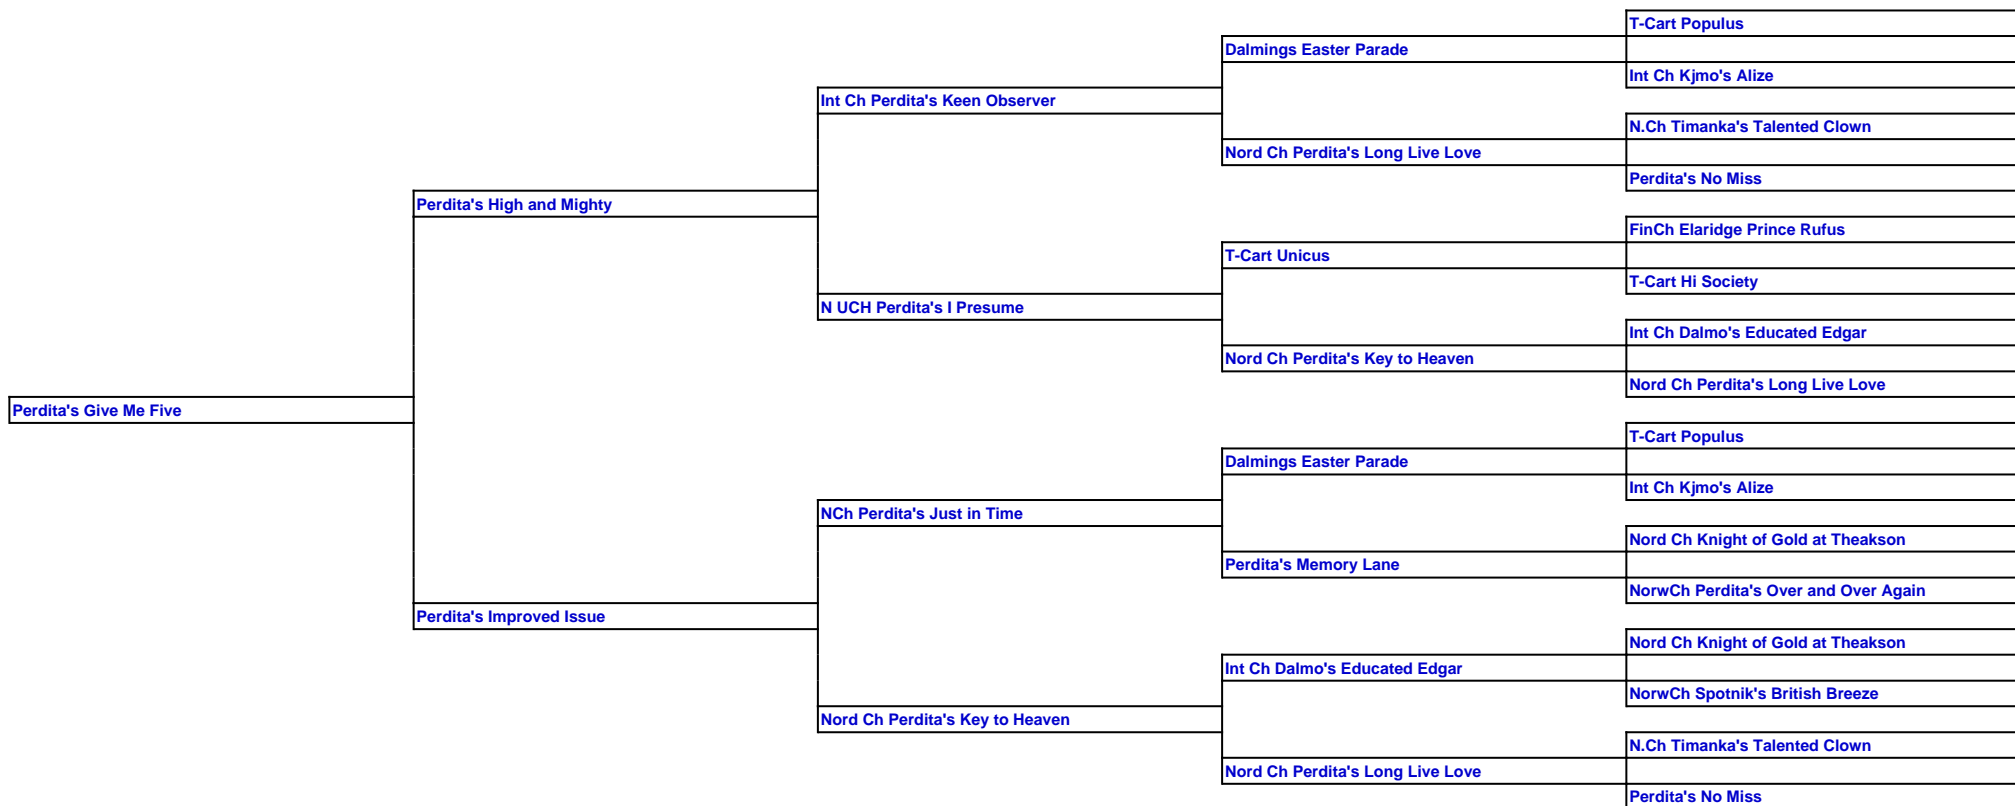 T-Cart Populus
Dalmings Easter Parade
Int Ch Kjmo's Alize
Int Ch Perdita's Keen Observer
N.Ch Timanka's Talented Clown
Nord Ch Perdita's Long Live Love
Perdita's No Miss
Perdita's High and Mighty
FinCh Elaridge Prince Rufus
T-Cart Unicus
T-Cart Hi Society
N UCH Perdita's I Presume
Int Ch Dalmo's Educated Edgar
Nord Ch Perdita's Key to Heaven
Nord Ch Perdita's Long Live Love
Perdita's Give Me Five
T-Cart Populus
Dalmings Easter Parade
Int Ch Kjmo's Alize
NCh Perdita's Just in Time
Nord Ch Knight of Gold at Theakson
Perdita's Memory Lane
NorwCh Perdita's Over and Over Again
Perdita's Improved Issue
Nord Ch Knight of Gold at Theakson
Int Ch Dalmo's Educated Edgar
NorwCh Spotnik's British Breeze
Nord Ch Perdita's Key to Heaven
N.Ch Timanka's Talented Clown
Nord Ch Perdita's Long Live Love
Perdita's No Miss